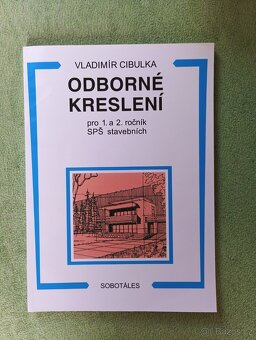 VLADIMÍR CIBULKA
ODBORNÉ
KRESLENÍ
pro 1. a 2. ročník
SPŠ stavebních
SOBOTÁLES